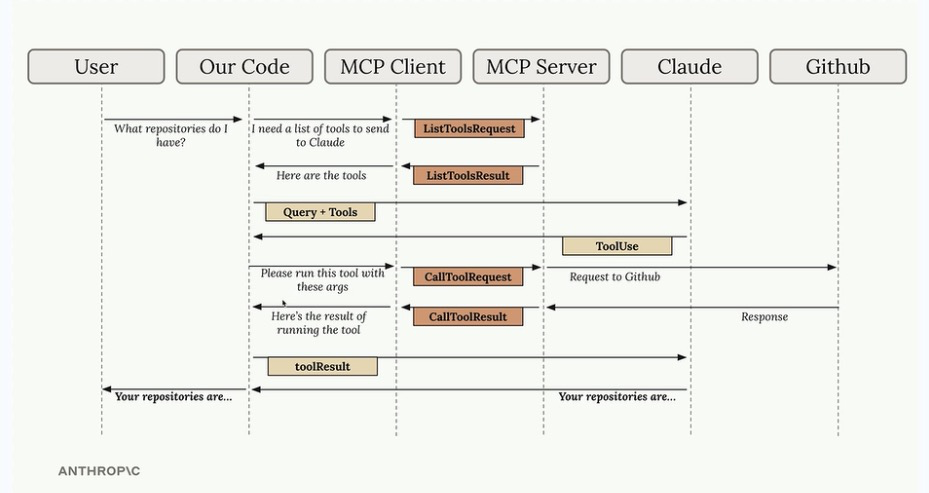 User
Our Code
MCP Client
MCP Server
Claude
Github
What repositories do I
have?
I need a list of tools to send
to Claude
ListToolsRequest
Here are the tools
ListToolsResult
Query + Tools
ToolUse
Please run this tool with
these args
CallToolRequest
Request to Github
Here's the result of
running the tool
CallToolResult
Response
toolResult
Your repositories are...
Your repositories are...
ANTHROP\C